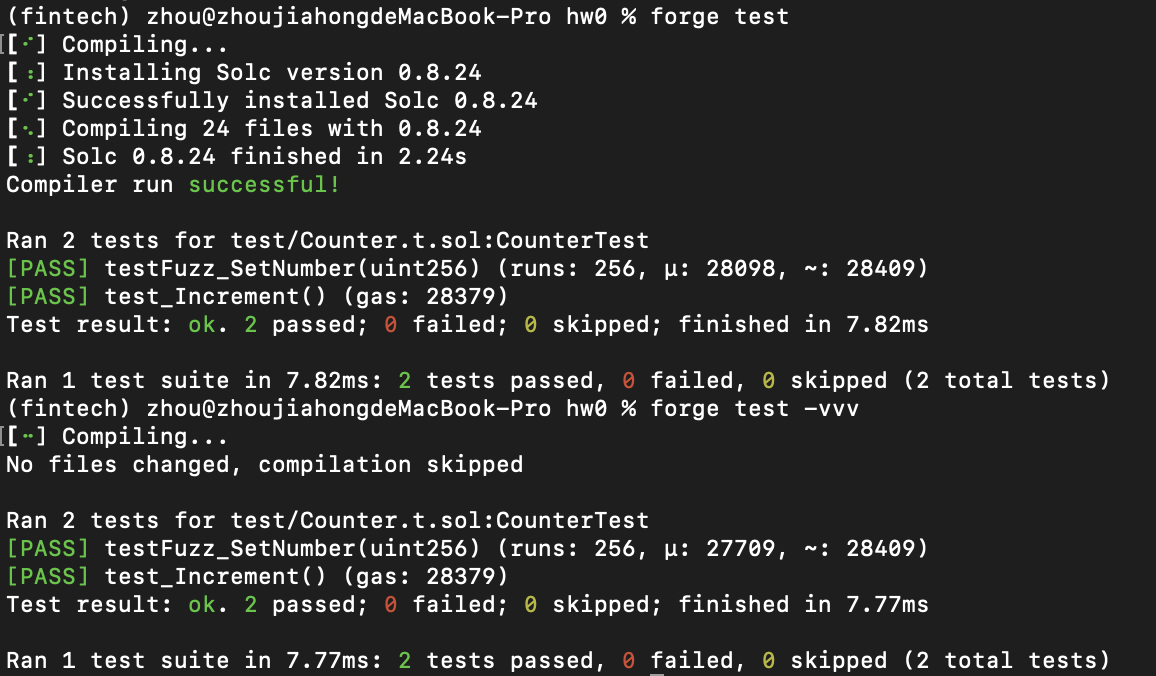 (fintech) zhou@zhoujiahongdeMacBook-Pro hw0 % forge test
[⠊] Compiling...
[⠰] Installing Solc version 0.8.24
[⠊] Successfully installed Solc 0.8.24
[⠢] Compiling 24 files with 0.8.24
[⠰] Solc 0.8.24 finished in 2.24s
Compiler run successful!
Ran 2 tests for test/Counter.t.sol:CounterTest
[PASS] testFuzz_SetNumber(uint256) (runs: 256, μ: 28098, ~: 28409)
[PASS] test_Increment() (gas: 28379)
Test result: ok. 2 passed; 0 failed; 0 skipped; finished in 7.82ms
Ran 1 test suite in 7.82ms: 2 tests passed, 0 failed, 0 skipped (2 total tests)
(fintech) zhou@zhoujiahongdeMacBook-Pro hw0 % forge test -vvv
[⠒] Compiling...
No files changed, compilation skipped
Ran 2 tests for test/Counter.t.sol:CounterTest
[PASS] testFuzz_SetNumber(uint256) (runs: 256, μ: 27709, ~: 28409)
[PASS] test_Increment() (gas: 28379)
Test result: ok. 2 passed; 0 failed; 0 skipped; finished in 7.77ms
Ran 1 test suite in 7.77ms: 2 tests passed, 0 failed, 0 skipped (2 total tests)